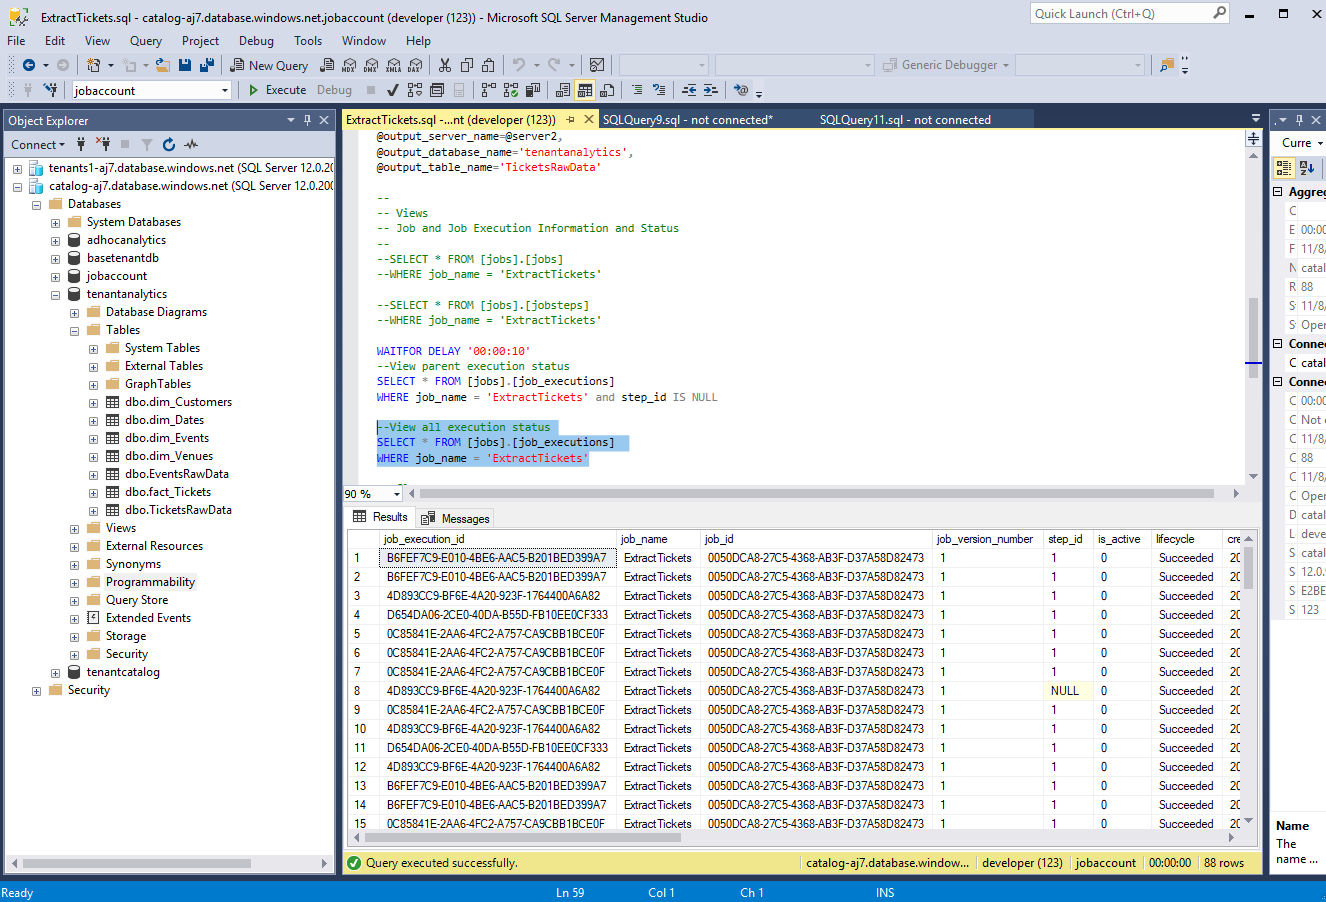 ExtractTickets.sql - catalog-aj7.database.windows.net.jobaccount (developer (123)) - Microsoft SQL Server Management Studio
Quick Launch (Ctrl+Q)
File Edit View Query Project Debug Tools Window Help
New Query
MDX DMX XMLA DAX
Generic Debugger
jobaccount
Execute Debug
Object Explorer
Connect
tenants1-aj7.database.windows.net (SQL Server 12.0.20
catalog-aj7.database.windows.net (SQL Server 12.0.200
Databases
System Databases
adhocanalytics
basetenantdb
jobaccount
tenantanalytics
Database Diagrams
Tables
System Tables
External Tables
GraphTables
dbo.dim_Customers
dbo.dim_Dates
dbo.dim_Events
dbo.dim_Venues
dbo.EventsRawData
dbo.fact_Tickets
dbo.TicketsRawData
Views
External Resources
Synonyms
Programmability
Query Store
Extended Events
Storage
Security
tenantcatalog
Security
ExtractTickets.sql -...nt (developer (123)) SQLQuery9.sql - not connected* SQLQuery11.sql - not connected
@output_server_name=@server2,
@output_database_name='tenantanalytics',
@output_table_name='TicketsRawData'
--
-- Views
-- Job and Job Execution Information and Status
--
--SELECT * FROM [jobs].[jobs]
--WHERE job_name = 'ExtractTickets'
--SELECT * FROM [jobs].[jobsteps]
--WHERE job_name = 'ExtractTickets'
WAITFOR DELAY '00:00:10'
--View parent execution status
SELECT * FROM [jobs].[job_executions]
WHERE job_name = 'ExtractTickets' and step_id IS NULL
--View all execution status
SELECT * FROM [jobs].[job_executions]
WHERE job_name = 'ExtractTickets'
90 %
Results Messages
job_execution_id job_name job_id job_version_number step_id is_active lifecycle cre
1 B6FEF7C9-E010-4BE6-AAC5-B201BED399A7 ExtractTickets 0050DCA8-27C5-4368-AB3F-D37A58D82473 1 1 0 Succeeded 20
2 B6FEF7C9-E010-4BE6-AAC5-B201BED399A7 ExtractTickets 0050DCA8-27C5-4368-AB3F-D37A58D82473 1 1 0 Succeeded 20
3 4D893CC9-BF6E-4A20-923F-1764400A6A82 ExtractTickets 0050DCA8-27C5-4368-AB3F-D37A58D82473 1 1 0 Succeeded 20
4 D654DA06-2CE0-40DA-B55D-FB10EE0CF333 ExtractTickets 0050DCA8-27C5-4368-AB3F-D37A58D82473 1 1 0 Succeeded 20
5 0C85841E-2AA6-4FC2-A757-CA9CBB1BCE0F ExtractTickets 0050DCA8-27C5-4368-AB3F-D37A58D82473 1 1 0 Succeeded 20
6 0C85841E-2AA6-4FC2-A757-CA9CBB1BCE0F ExtractTickets 0050DCA8-27C5-4368-AB3F-D37A58D82473 1 1 0 Succeeded 20
7 0C85841E-2AA6-4FC2-A757-CA9CBB1BCE0F ExtractTickets 0050DCA8-27C5-4368-AB3F-D37A58D82473 1 1 0 Succeeded 20
8 4D893CC9-BF6E-4A20-923F-1764400A6A82 ExtractTickets 0050DCA8-27C5-4368-AB3F-D37A58D82473 1 NULL 0 Succeeded 20
9 0C85841E-2AA6-4FC2-A757-CA9CBB1BCE0F ExtractTickets 0050DCA8-27C5-4368-AB3F-D37A58D82473 1 1 0 Succeeded 20
10 4D893CC9-BF6E-4A20-923F-1764400A6A82 ExtractTickets 0050DCA8-27C5-4368-AB3F-D37A58D82473 1 1 0 Succeeded 20
11 D654DA06-2CE0-40DA-B55D-FB10EE0CF333 ExtractTickets 0050DCA8-27C5-4368-AB3F-D37A58D82473 1 1 0 Succeeded 20
12 4D893CC9-BF6E-4A20-923F-1764400A6A82 ExtractTickets 0050DCA8-27C5-4368-AB3F-D37A58D82473 1 1 0 Succeeded 20
13 B6FEF7C9-E010-4BE6-AAC5-B201BED399A7 ExtractTickets 0050DCA8-27C5-4368-AB3F-D37A58D82473 1 1 0 Succeeded 20
14 B6FEF7C9-E010-4BE6-AAC5-B201BED399A7 ExtractTickets 0050DCA8-27C5-4368-AB3F-D37A58D82473 1 1 0 Succeeded 20
15 0C85841E-2AA6-4FC2-A757-CA9CBB1BCE0F ExtractTickets 0050DCA8-27C5-4368-AB3F-D37A58D82473 1 1 0 Succeeded 20
Query executed successfully. catalog-aj7.database.window... developer (123) jobaccount 00:00:00 88 rows
Curre
Aggreg
C
E 00:00
F 11/8/
N catal
R 88
S 11/8/
S Oper
Connec
C catal
Connec
C 00:00
C Not c
C 11/8/
C 88
C 11/8/
C Oper
D catal
L devel
S catal
S 12.0.
S E2BE
S 123
Name
The
name ...
Ready Ln 59 Col 1 Ch 1 INS